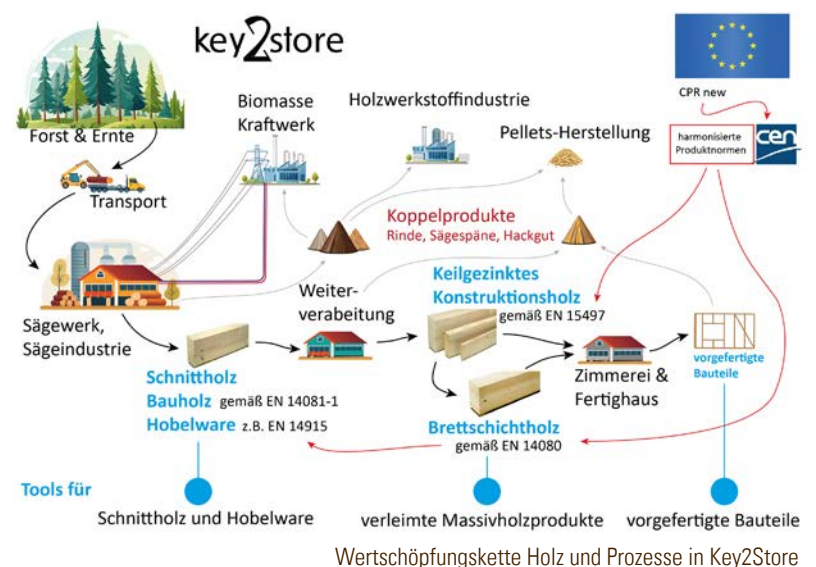 key2store
Forst & Ernte
Transport
Sägewerk,
Sägeindustrie
Biomasse
Kraftwerk
Holzwerkstoffindustrie
Pellets-Herstellung
CPR new
harmonisierte
Produktnormen
cen
Koppelprodukte
Rinde, Sägespäne, Hackgut
Weiter-
verabeitung
Keilgezinktes
Konstruktionsholz
gemäß EN 15497
Schnittholz
Bauholz gemäß EN 14081-1
Hobelware z.B. EN 14915
Brettschichtholz
gemäß EN 14080
Zimmerei &
Fertighaus
vorgefertigte
Bauteile
Tools für
Schnittholz und Hobelware
verleimte Massivholzprodukte
vorgefertigte Bauteile
Wertschöpfungskette Holz und Prozesse in Key2Store